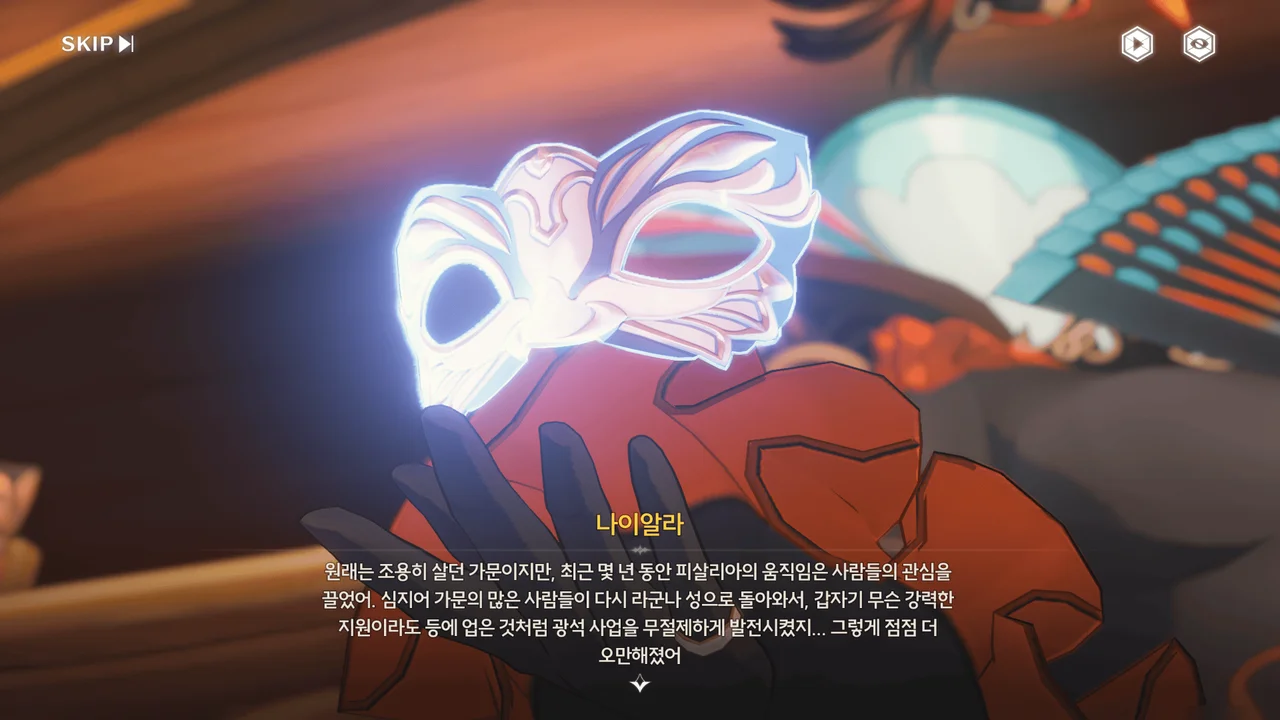 SKIP
나이알라
원래는 조용히 살던 가문이지만, 최근 몇 년 동안 피살리아의 움직임은 사람들의 관심을
끌었어. 심지어 가문의 많은 사람들이 다시 라군나 성으로 돌아와서, 갑자기 무슨 강력한
지원이라도 등에 업은 것처럼 광석 사업을 무절제하게 발전시켰지... 그렇게 점점 더
오만해졌어